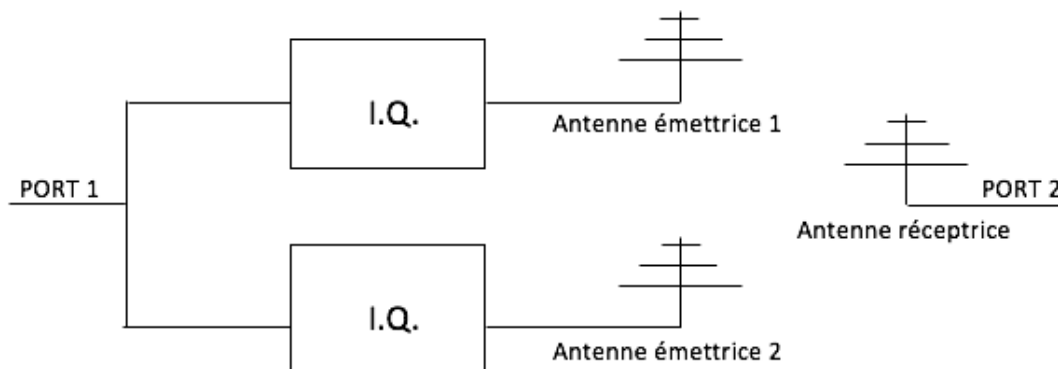 I.Q.
Antenne émettrice 1
PORT 1
PORT 2
Antenne réceptrice
I.Q.
Antenne émettrice 2